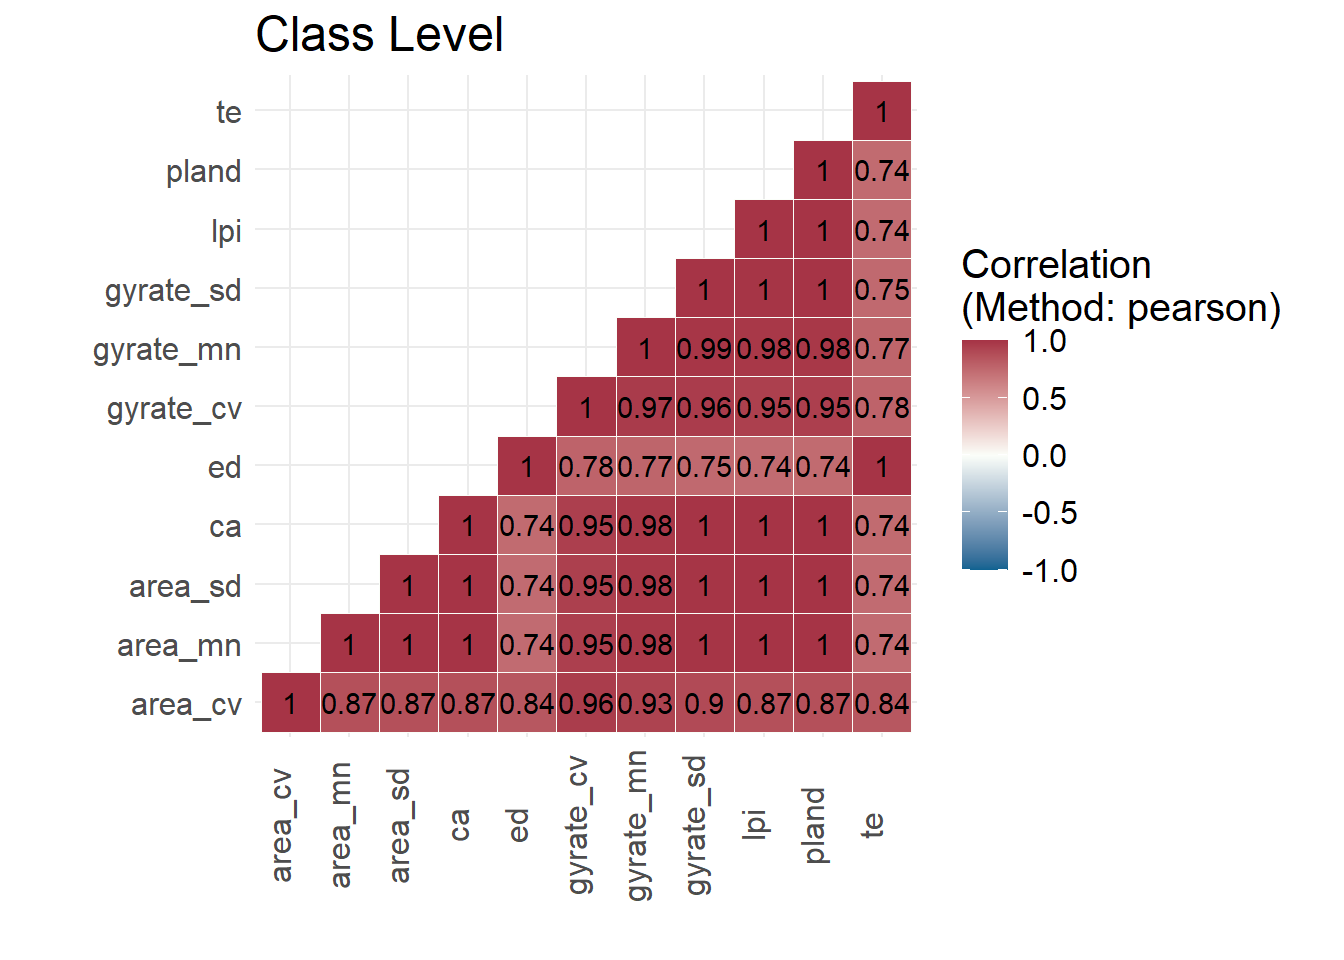 Class Level
te 1
pland 1 0.74
lpi 1 1 0.74
gyrate_sd 1 1 1 0.75
gyrate_mn 1 0.99 0.98 0.98 0.77
gyrate_cv 1 0.97 0.96 0.95 0.95 0.78
ed 1 0.78 0.77 0.75 0.74 0.74 1
ca 1 0.74 0.95 0.98 1 1 1 0.74
area_sd 1 1 0.74 0.95 0.98 1 1 1 0.74
area_mn 1 1 1 0.74 0.95 0.98 1 1 1 0.74
area_cv 1 0.87 0.87 0.87 0.84 0.96 0.93 0.9 0.87 0.87 0.84
area_cv area_mn area_sd ca ed gyrate_cv gyrate_mn gyrate_sd lpi pland te
Correlation
(Method: pearson)
1.0
0.5
0.0
-0.5
-1.0